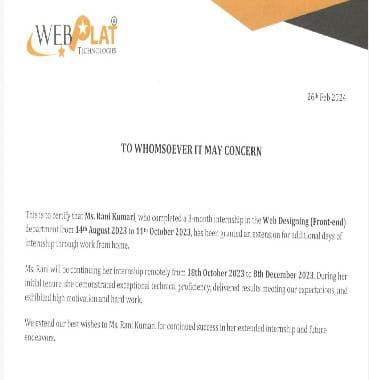 WEBPLAT
TECHNOLOGIES
26th Feb 2024
TO WHOMSOEVER IT MAY CONCERN
This is to certify that Ms. Rani Kumari, who completed a 3-month internship in the Web Designing (Front-end)
department from 14th August 2023 to 11th October 2023, has been granted an extension for additional days of
internship through work from home.
Ms. Rani will be continuing her internship remotely from 18th October 2023 to 8th December 2023. During her
initial tenure, she demonstrated exceptional technical proficiency, delivered results meeting our expectations, and
exhibited high motivation and hard work.
We extend our best wishes to Ms. Rani Kumari for continued success in her extended internship and future
endeavors.